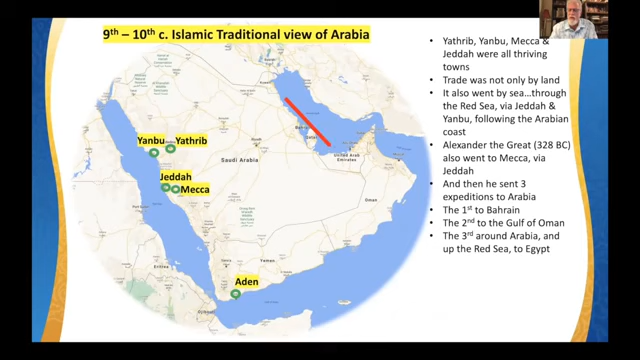 9th – 10th c. Islamic Traditional view of Arabia
Yanbu
Yathrib
Jeddah
Mecca
Aden
Saudi Arabia
United Arab
Emirates
Oman
Yemen
Eritrea
Kuwait
Qatar
• Yathrib, Yanbu, Mecca &
Jeddah were all thriving
towns
• Trade was not only by land
• It also went by sea…through
the Red Sea, via Jeddah &
Yanbu, following the Arabian
coast
• Alexander the Great (328 BC)
also went to Mecca, via
Jeddah
• And then he sent 3
expeditions to Arabia
• The 1st to Bahrain
• The 2nd to the Gulf of Oman
• The 3rd around Arabia, and
up the Red Sea, to Egypt